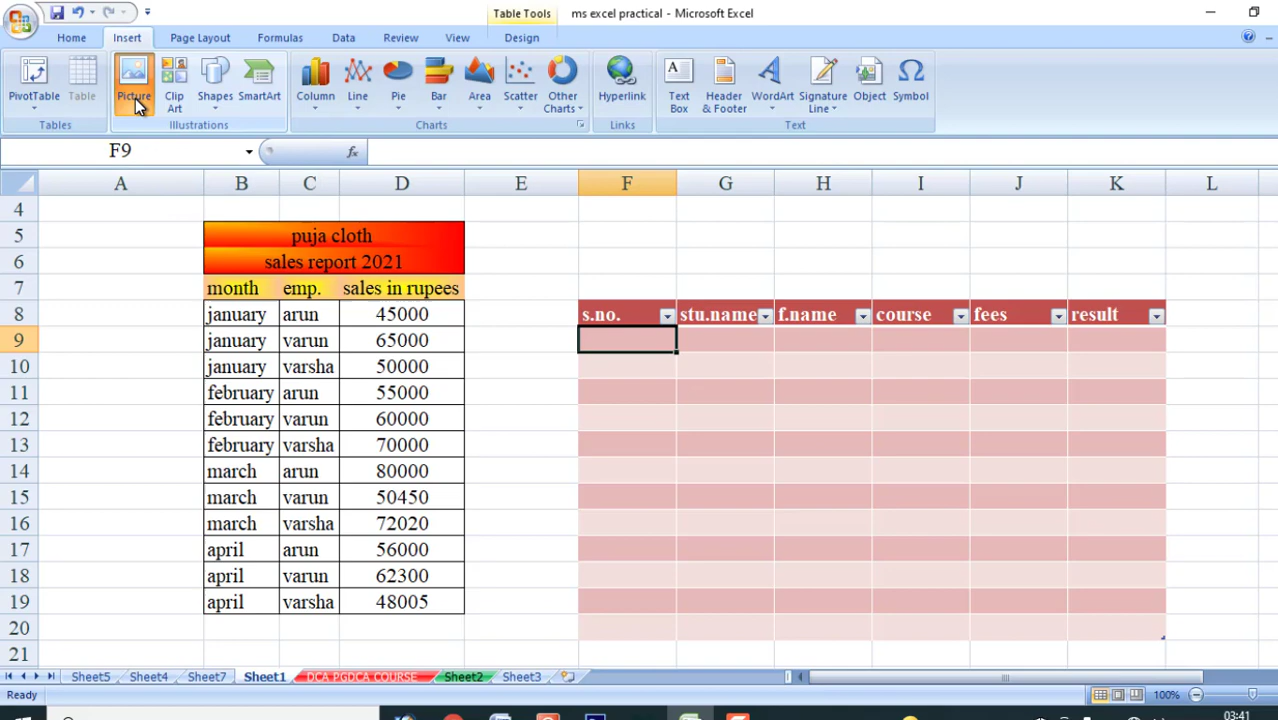 Table Tools
ms excel practical - Microsoft Excel
Home Insert Page Layout Formulas Data Review View Design
PivotTable Table Picture Clip Art Shapes SmartArt Column Line Pie Bar Area Scatter Other Charts Hyperlink Text Box Header & Footer WordArt Signature Line Object Symbol
Tables Illustrations Charts Links Text
F9 fx
A B C D E F G H I J K L
4
5 puja cloth
6 sales report 2021
7 month emp. sales in rupees
8 january arun 45000 s.no. stu.name f.name course fees result
9 january varun 65000
10 january varsha 50000
11 february arun 55000
12 february varun 60000
13 february varsha 70000
14 march arun 80000
15 march varun 50450
16 march varsha 72020
17 april arun 56000
18 april varun 62300
19 april varsha 48005
20
21
Sheet5 Sheet4 Sheet7 Sheet1 DCA PGDCA COURSE Sheet2 Sheet3
Ready 100%
03:41